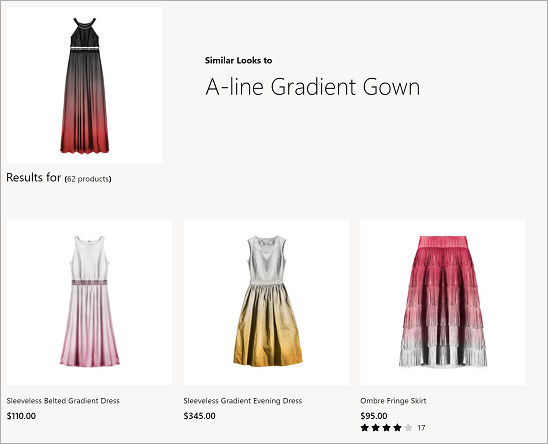 Similar Looks to
A-line Gradient Gown
Results for (62 products)
Sleeveless Belted Gradient Dress
$110.00
Sleeveless Gradient Evening Dress
$345.00
Ombre Fringe Skirt
$95.00
17